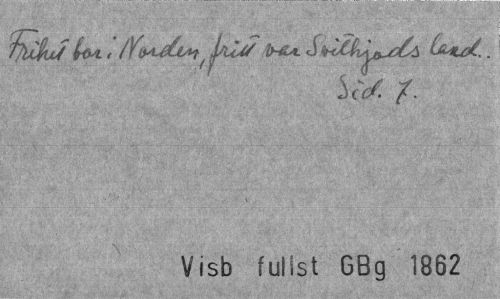 Frihet bor i Norden, fritt var Svithjods land..
Sid. 7.
Visb fullst GBg 1862